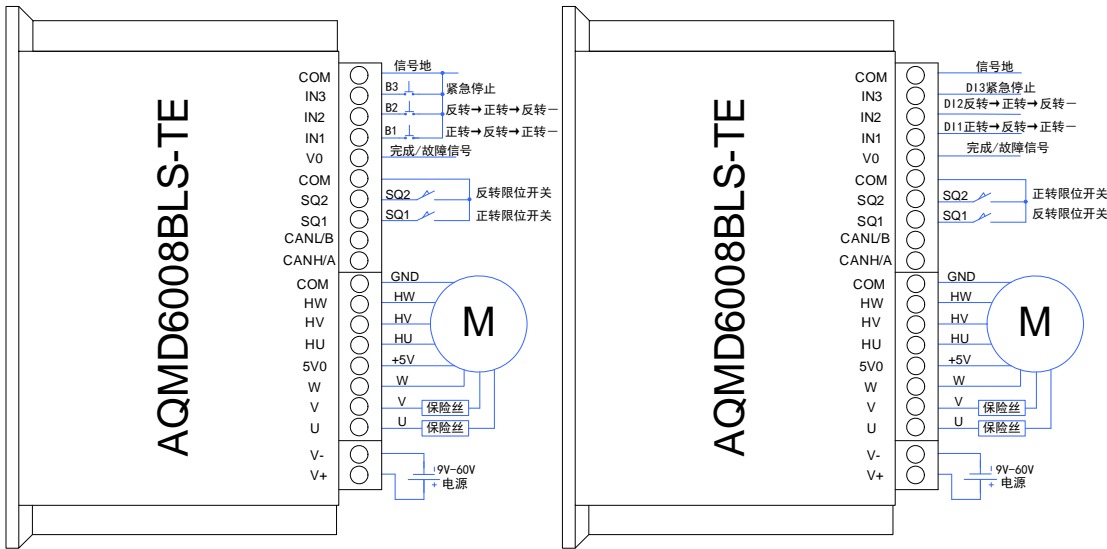 AQMD6008BLS-TE
COM
IN3
IN2
IN1
V0
COM
SQ2
SQ1
CANL/B
CANH/A
COM
HW
HV
HU
5V0
W
V
U
V-
V+
信号地
B3
紧急停止
B2
反转→正转→反转—
B1
正转→反转→正转—
完成/故障信号
SQ2
反转限位开关
SQ1
正转限位开关
GND
HW
HV
HU
+5V
W
V
保险丝
U
保险丝
M
9V-60V
+
电源
AQMD6008BLS-TE
COM
IN3
IN2
IN1
V0
COM
SQ2
SQ1
CANL/B
CANH/A
COM
HW
HV
HU
5V0
W
V
U
V-
V+
信号地
DI3紧急停止
DI2反转→正转→反转—
DI1正转→反转→正转—
完成/故障信号
SQ2
正转限位开关
SQ1
反转限位开关
GND
HW
HV
HU
+5V
W
V
保险丝
U
保险丝
M
9V-60V
+
电源